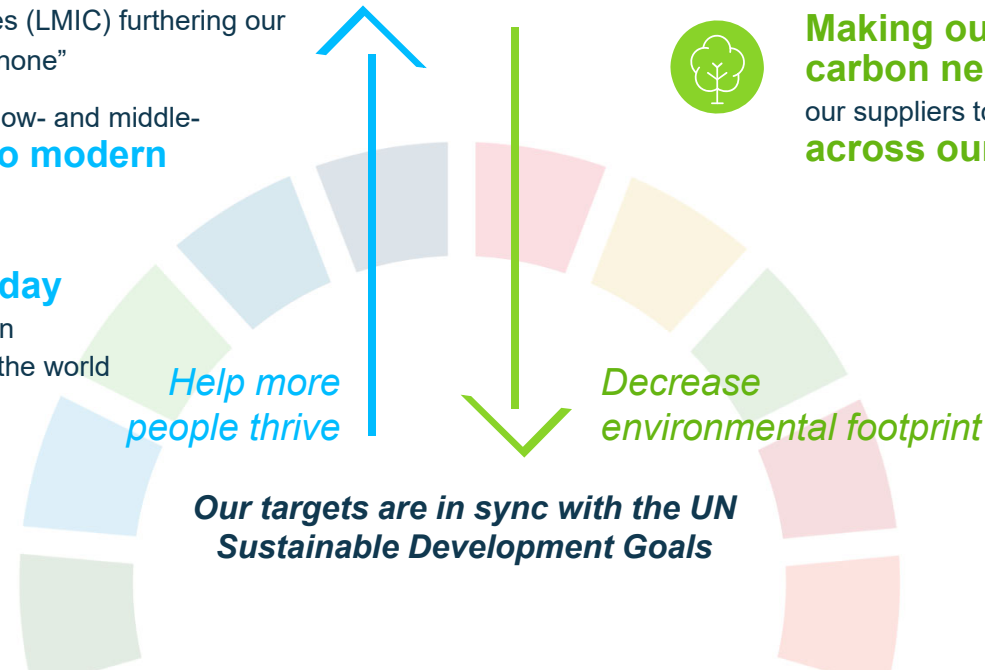 es (LMIC) furthering our
none”
ow- and middle-
o modern
day
n
the world
Making ou
carbon ne
our suppliers to
across our
Help more
people thrive
Decrease
environmental footprint
Our targets are in sync with the UN
Sustainable Development Goals